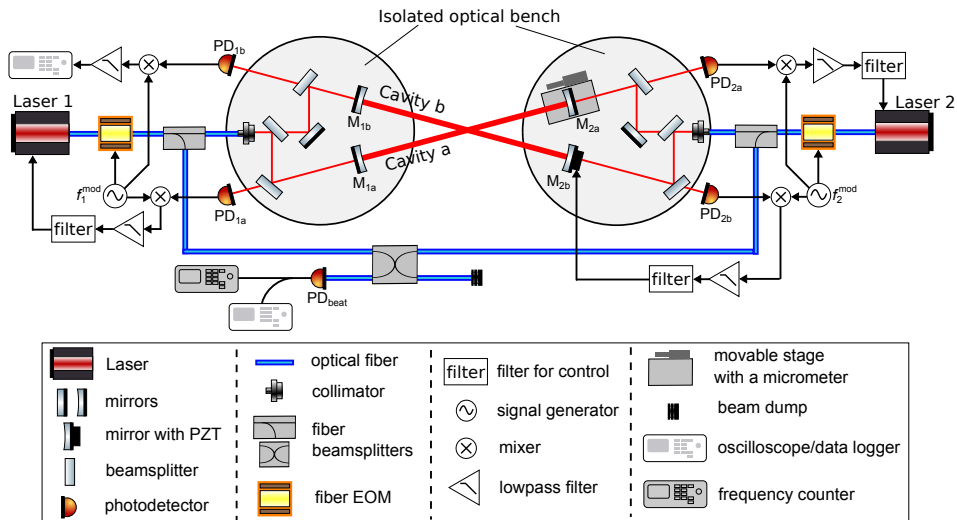 Isolated optical bench
PD1b
PD2a
filter
Laser 1
Laser 2
M1b
Cavity b
M2a
Cavity a
M1a
M2b
f1mod
f2mod
PD1a
PD2b
filter
filter
PDbeat
Laser
mirrors
mirror with PZT
beamsplitter
photodetector
optical fiber
collimator
fiber
beamsplitters
fiber EOM
filter
filter for control
signal generator
mixer
lowpass filter
movable stage
with a micrometer
beam dump
oscilloscope/data logger
frequency counter